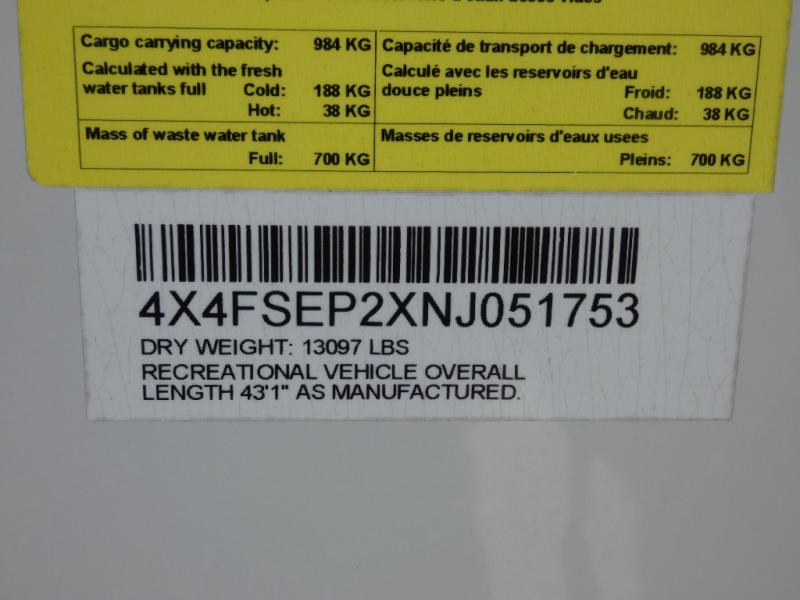 Cargo carrying capacity: 984 KG
Calculated with the fresh
water tanks full Cold: 188 KG
Hot: 38 KG
Mass of waste water tank
Full: 700 KG
Capacité de transport de chargement: 984 KG
Calculé avec les reservoirs d'eau
douce pleins Froid: 188 KG
Chaud: 38 KG
Masses de reservoirs d'eaux usees
Pleins: 700 KG
4X4FSEP2XNJ051753
DRY WEIGHT: 13097 LBS
RECREATIONAL VEHICLE OVERALL
LENGTH 43'1" AS MANUFACTURED.